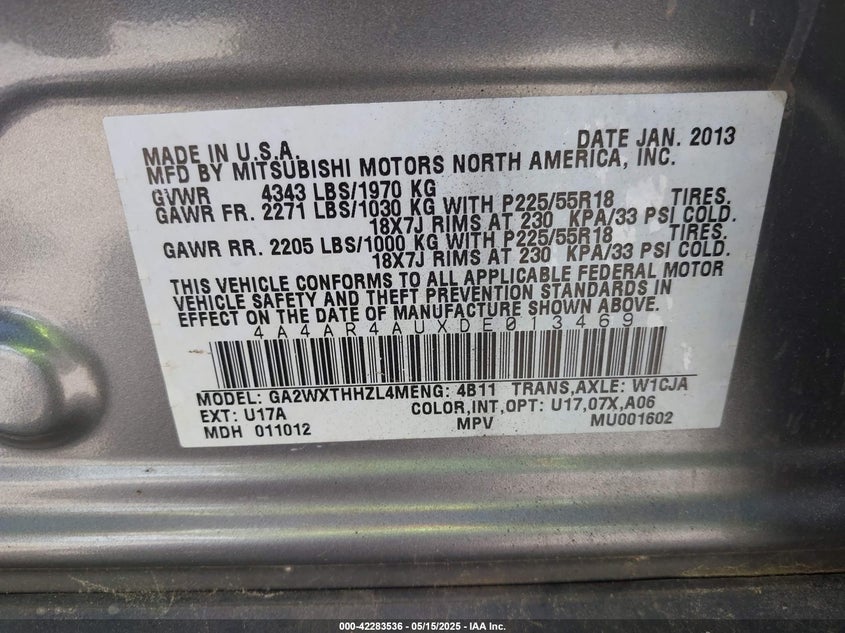 MADE IN U.S.A. DATE JAN. 2013
MFD BY MITSUBISHI MOTORS NORTH AMERICA, INC.
GVWR 4343 LBS/1970 KG
GAWR FR. 2271 LBS/1030 KG WITH P225/55R18 TIRES.
18X7J RIMS AT 230 KPA/33 PSI COLD.
GAWR RR. 2205 LBS/1000 KG WITH P225/55R18 TIRES.
18X7J RIMS AT 230 KPA/33 PSI COLD.
THIS VEHICLE CONFORMS TO ALL APPLICABLE FEDERAL MOTOR
VEHICLE SAFETY AND THEFT PREVENTION STANDARDS IN
EFFECT ON THE DATE OF MANUFACTURE SHOWN ABOVE.
4A4AR4AUXDE013469
MODEL: GA2WXTHHZL4MENG: 4B11 TRANS,AXLE: W1CJA
EXT: U17A COLOR,INT,OPT: U17,07X,A06
MDH 011012 MPV MU001602
000-42283536 - 05/15/2025 - IAA Inc.